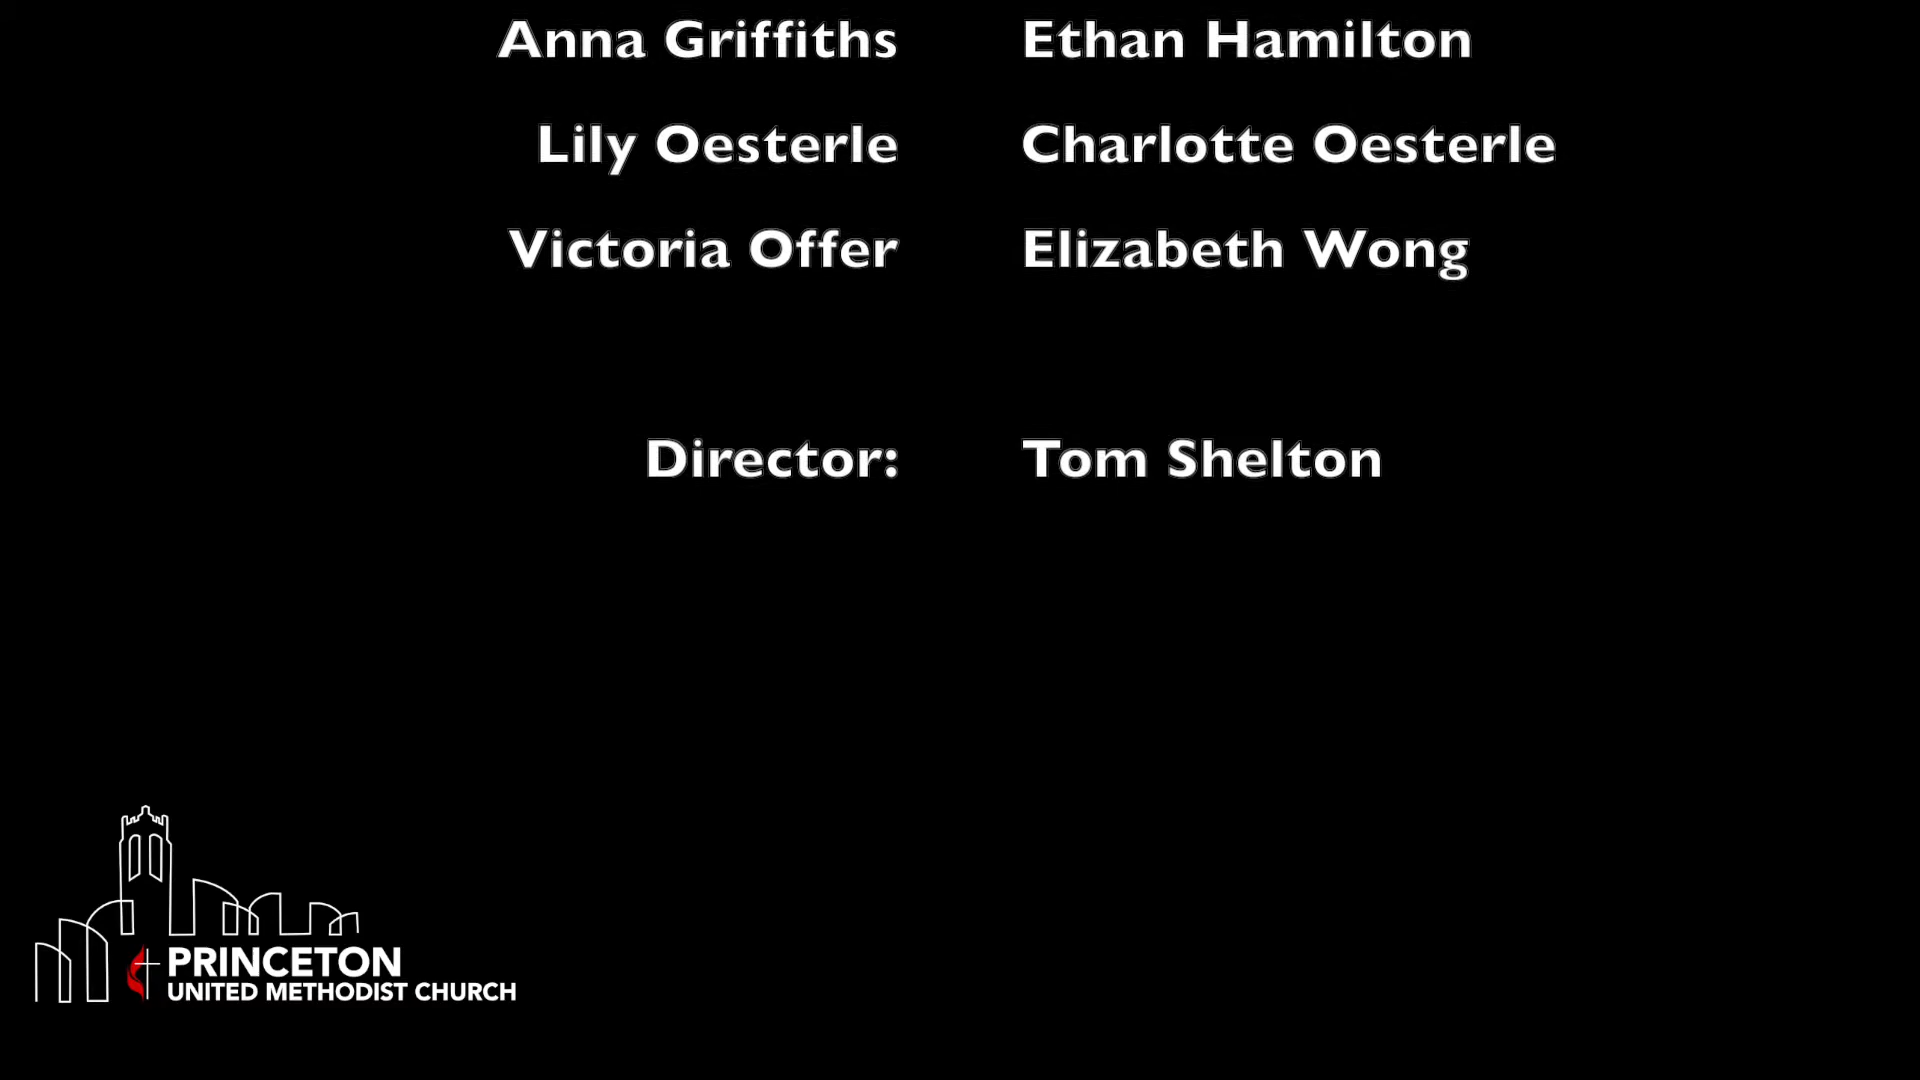 Anna Griffiths Ethan Hamilton
Lily Oesterle Charlotte Oesterle
Victoria Offer Elizabeth Wong
Director: Tom Shelton
PRINCETON
UNITED METHODIST CHURCH